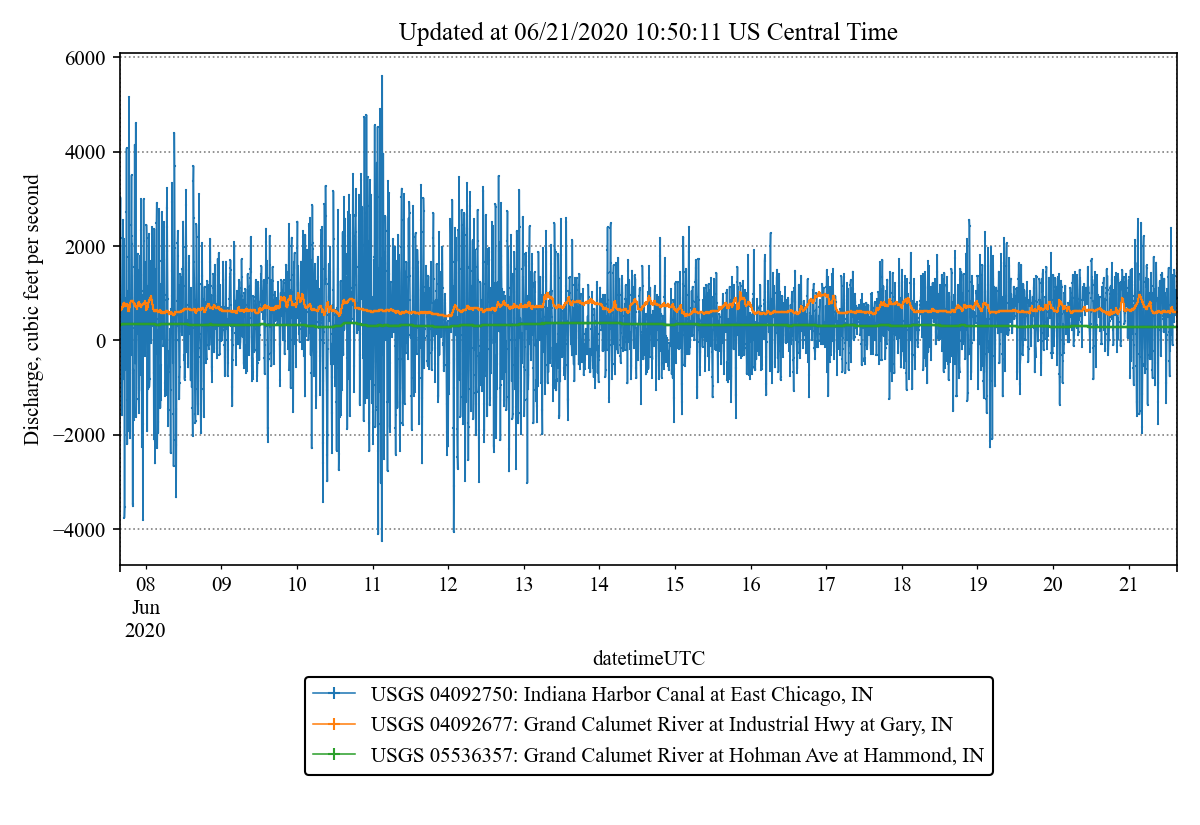 Updated at 06/21/2020 10:50:11 US Central Time
Discharge, cubic feet per second
6000
4000
2000
0
−2000
−4000
08 09 10 11 12 13 14 15 16 17 18 19 20 21
Jun
2020
datetimeUTC
USGS 04092750: Indiana Harbor Canal at East Chicago, IN
USGS 04092677: Grand Calumet River at Industrial Hwy at Gary, IN
USGS 05536357: Grand Calumet River at Hohman Ave at Hammond, IN